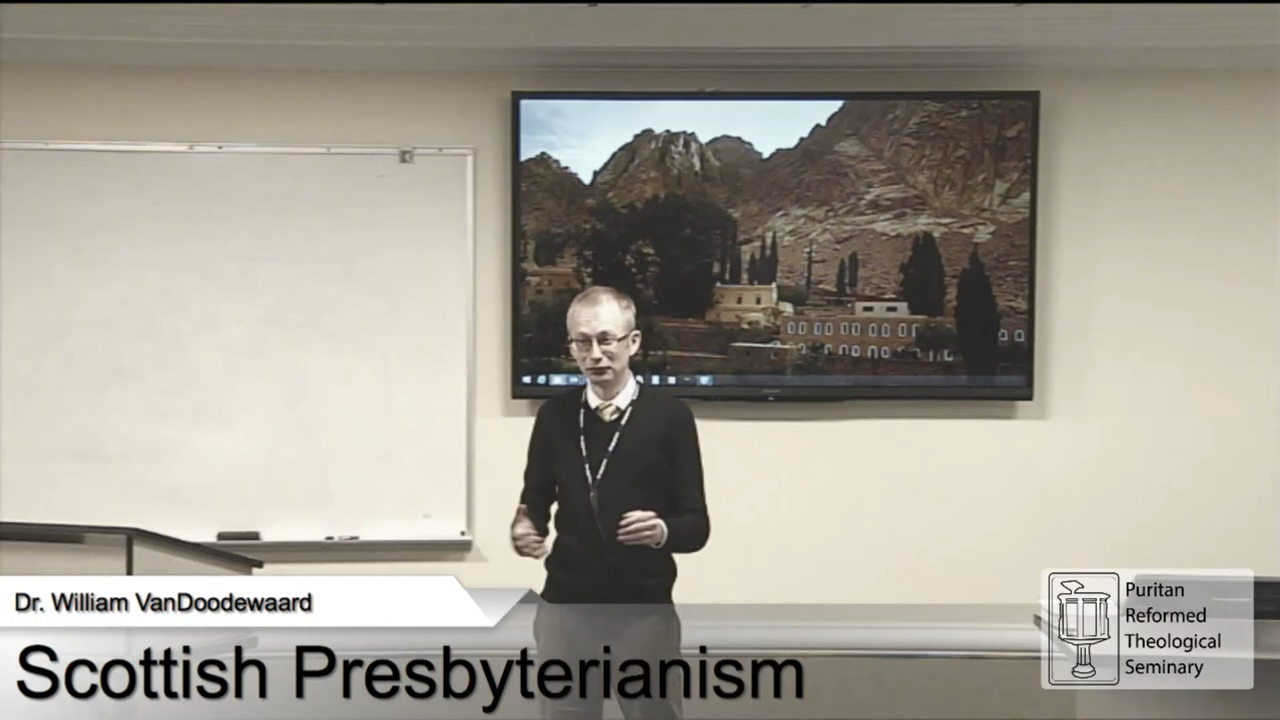 Dr. William VanDoodewaard
Scottish Presbyterianism
Puritan
Reformed
Theological
Seminary